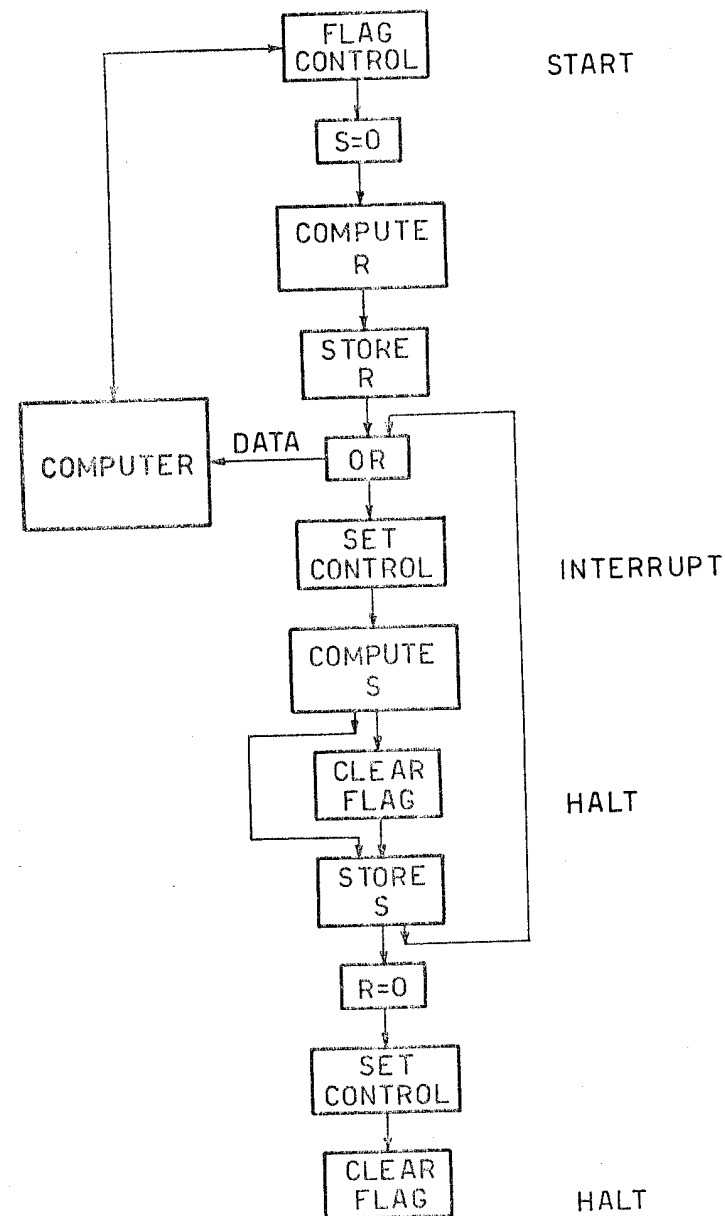 FLAG
CONTROL
START
S=0
COMPUTE
R
STORE
R
COMPUTER
DATA
OR
SET
CONTROL
INTERRUPT
COMPUTE
S
CLEAR
FLAG
HALT
STORE
S
R=0
SET
CONTROL
CLEAR
FLAG
HALT